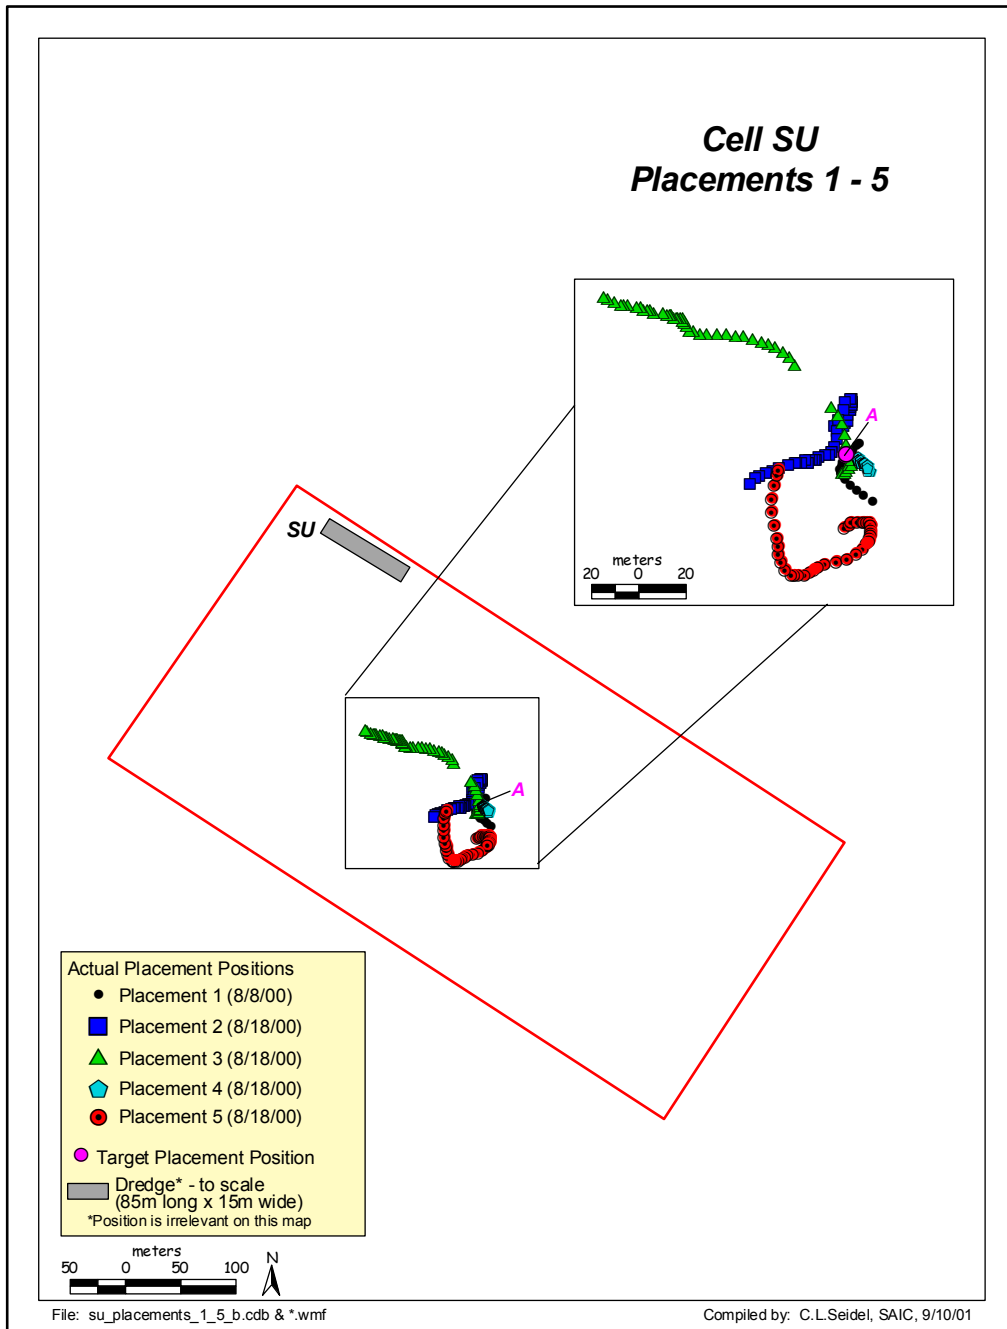 Cell SU
Placements 1 - 5
A
meters
20 0 20
SU
A
Actual Placement Positions
Placement 1 (8/8/00)
Placement 2 (8/18/00)
Placement 3 (8/18/00)
Placement 4 (8/18/00)
Placement 5 (8/18/00)
Target Placement Position
Dredge* - to scale
(85m long x 15m wide)
*Position is irrelevant on this map
meters
50 0 50 100
N
File: su_placements_1_5_b.cdb & *.wmf
Compiled by: C.L.Seidel, SAIC, 9/10/01